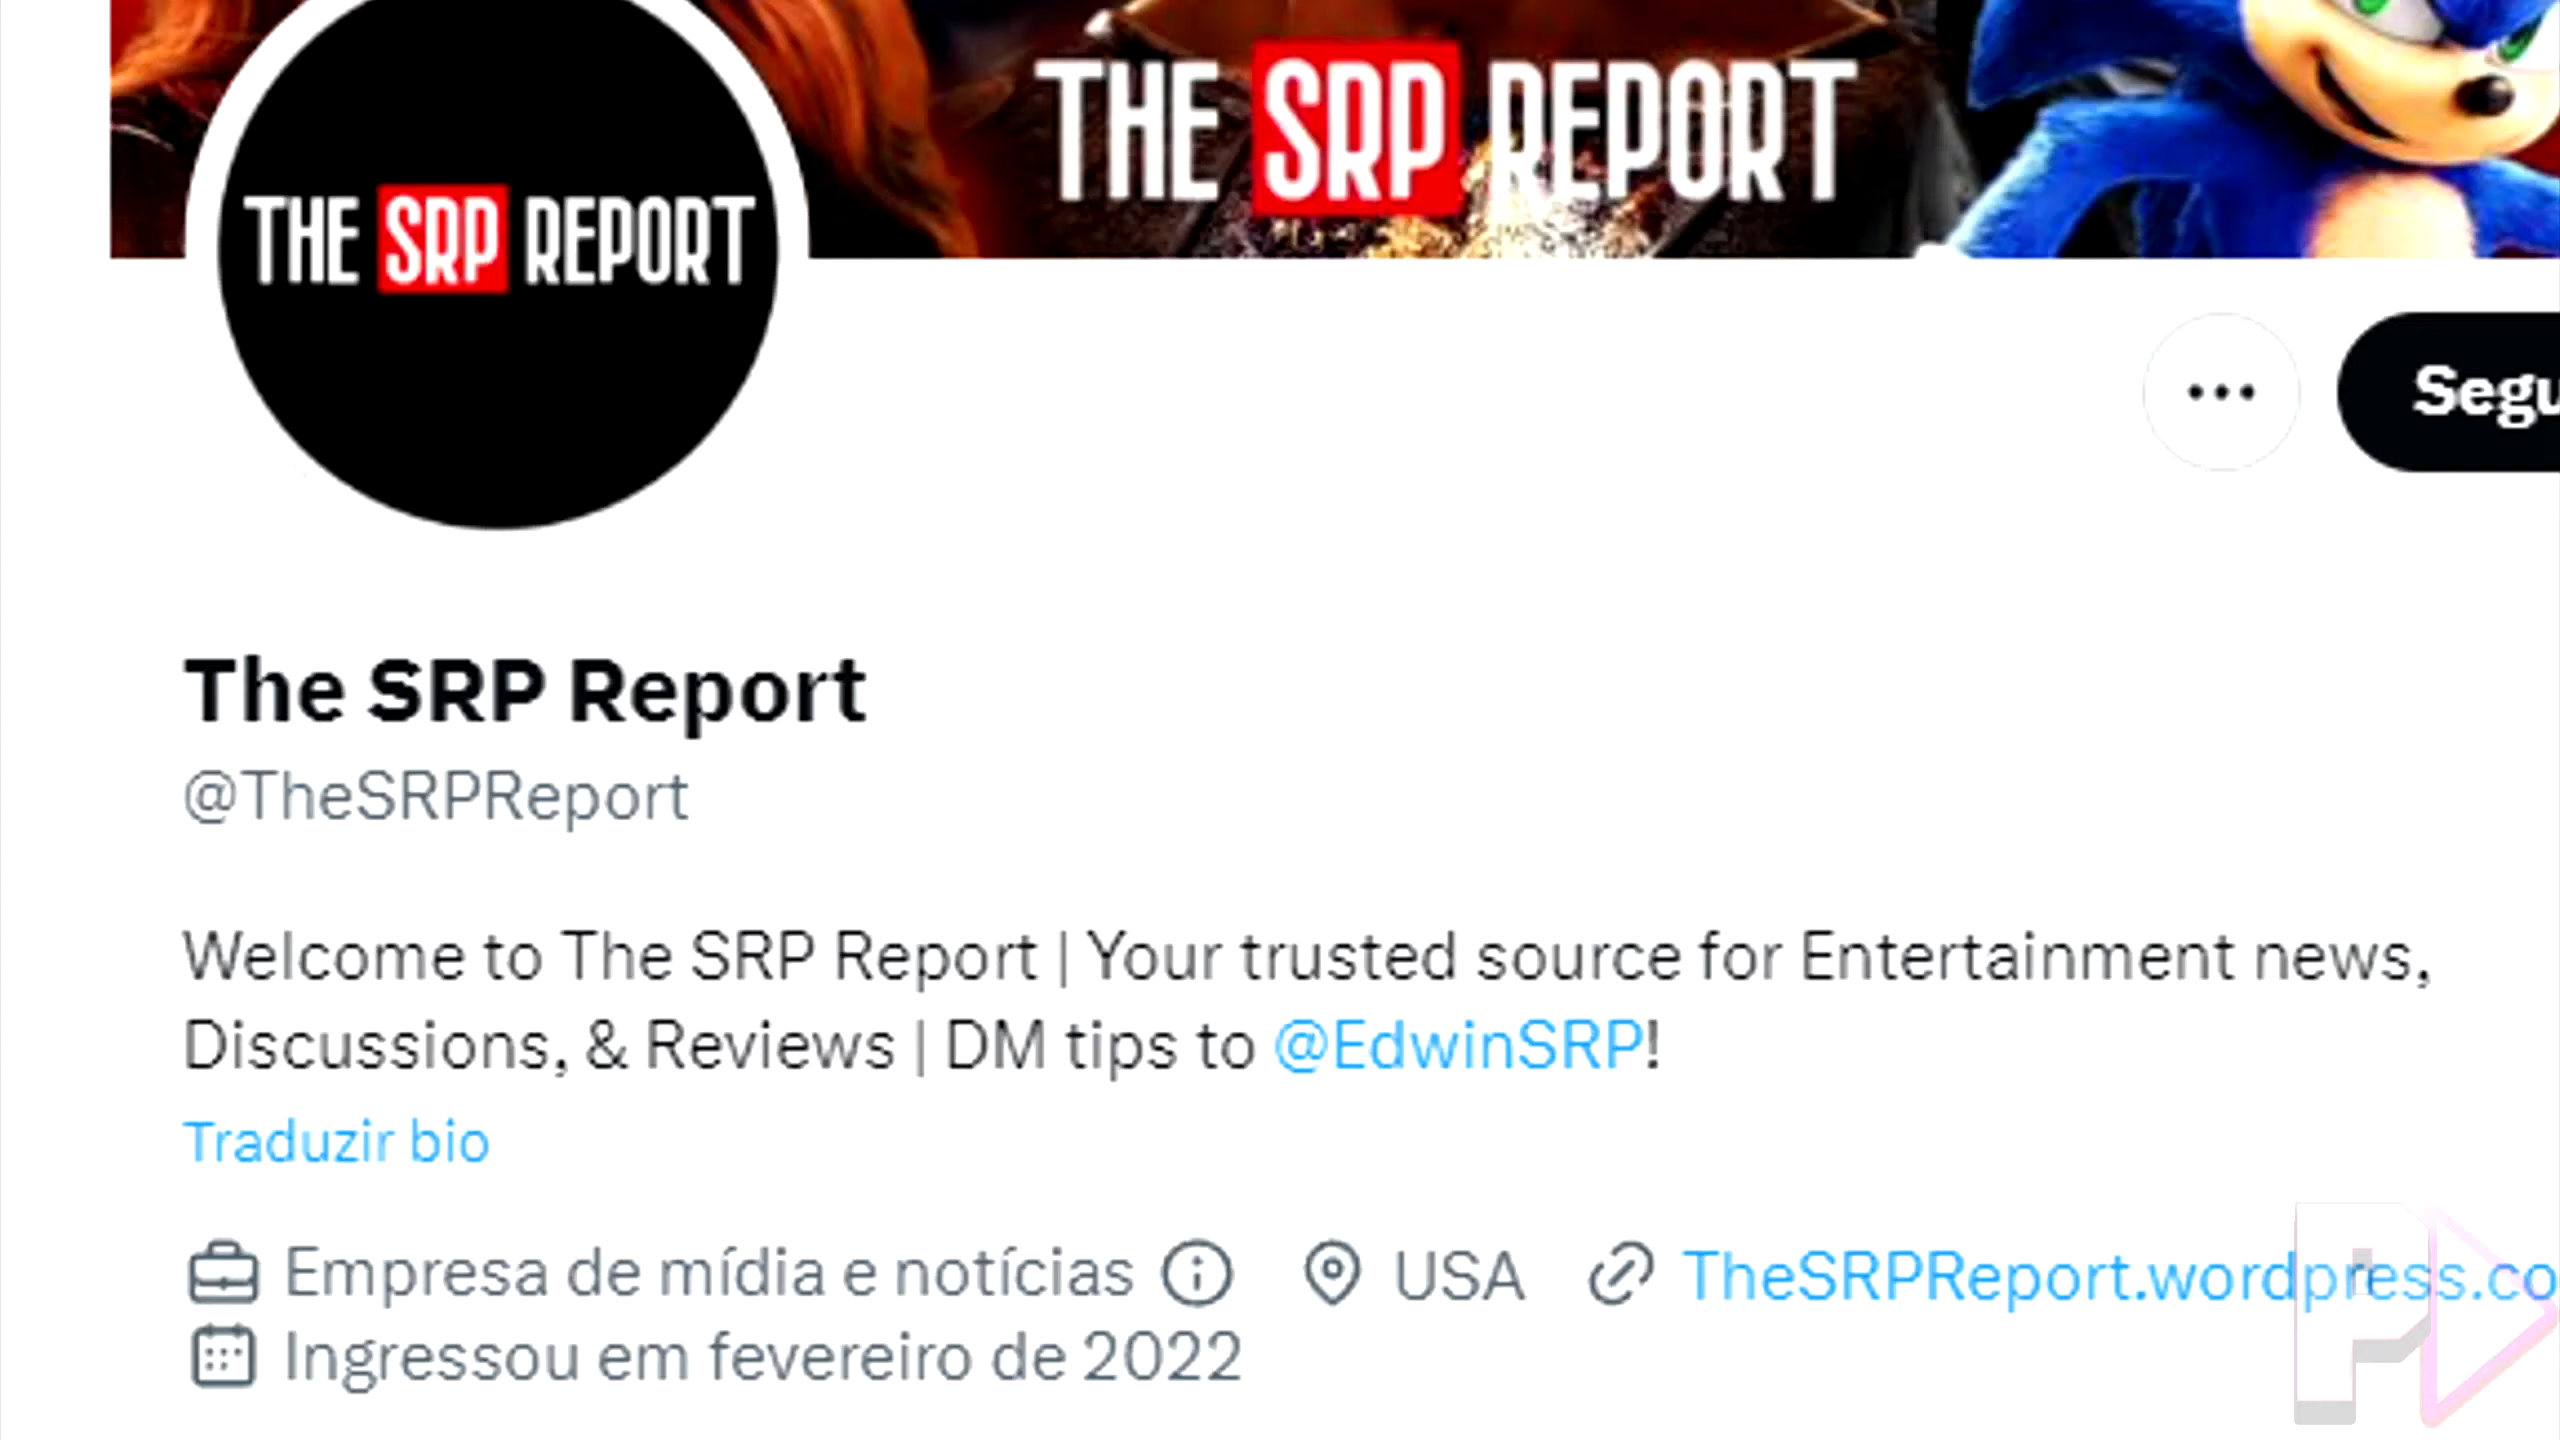 THE SRP REPORT
THE SRP REPORT
Segu
The SRP Report
@TheSRPReport
Welcome to The SRP Report | Your trusted source for Entertainment news,
Discussions, & Reviews | DM tips to @EdwinSRP!
Traduzir bio
Empresa de mídia e notícias USA TheSRPReport.wordpress.co
Ingressou em fevereiro de 2022